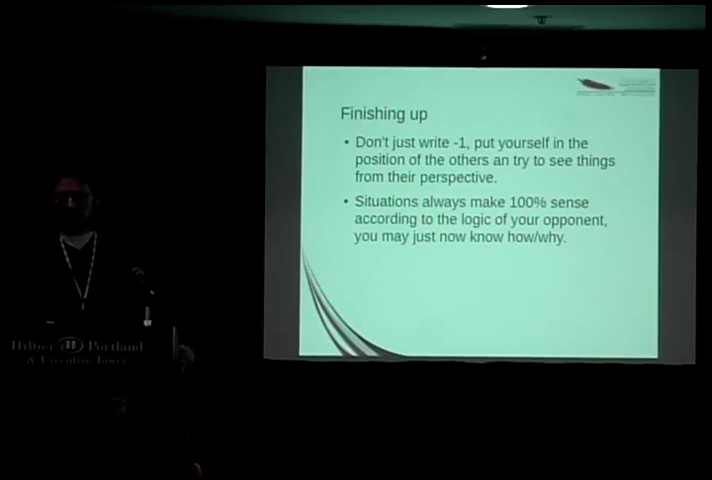 Finishing up
• Don't just write -1, put yourself in the
position of the others an try to see things
from their perspective.
• Situations always make 100% sense
according to the logic of your opponent,
you may just now know how/why.
Hilton Portland
& Executive Tower